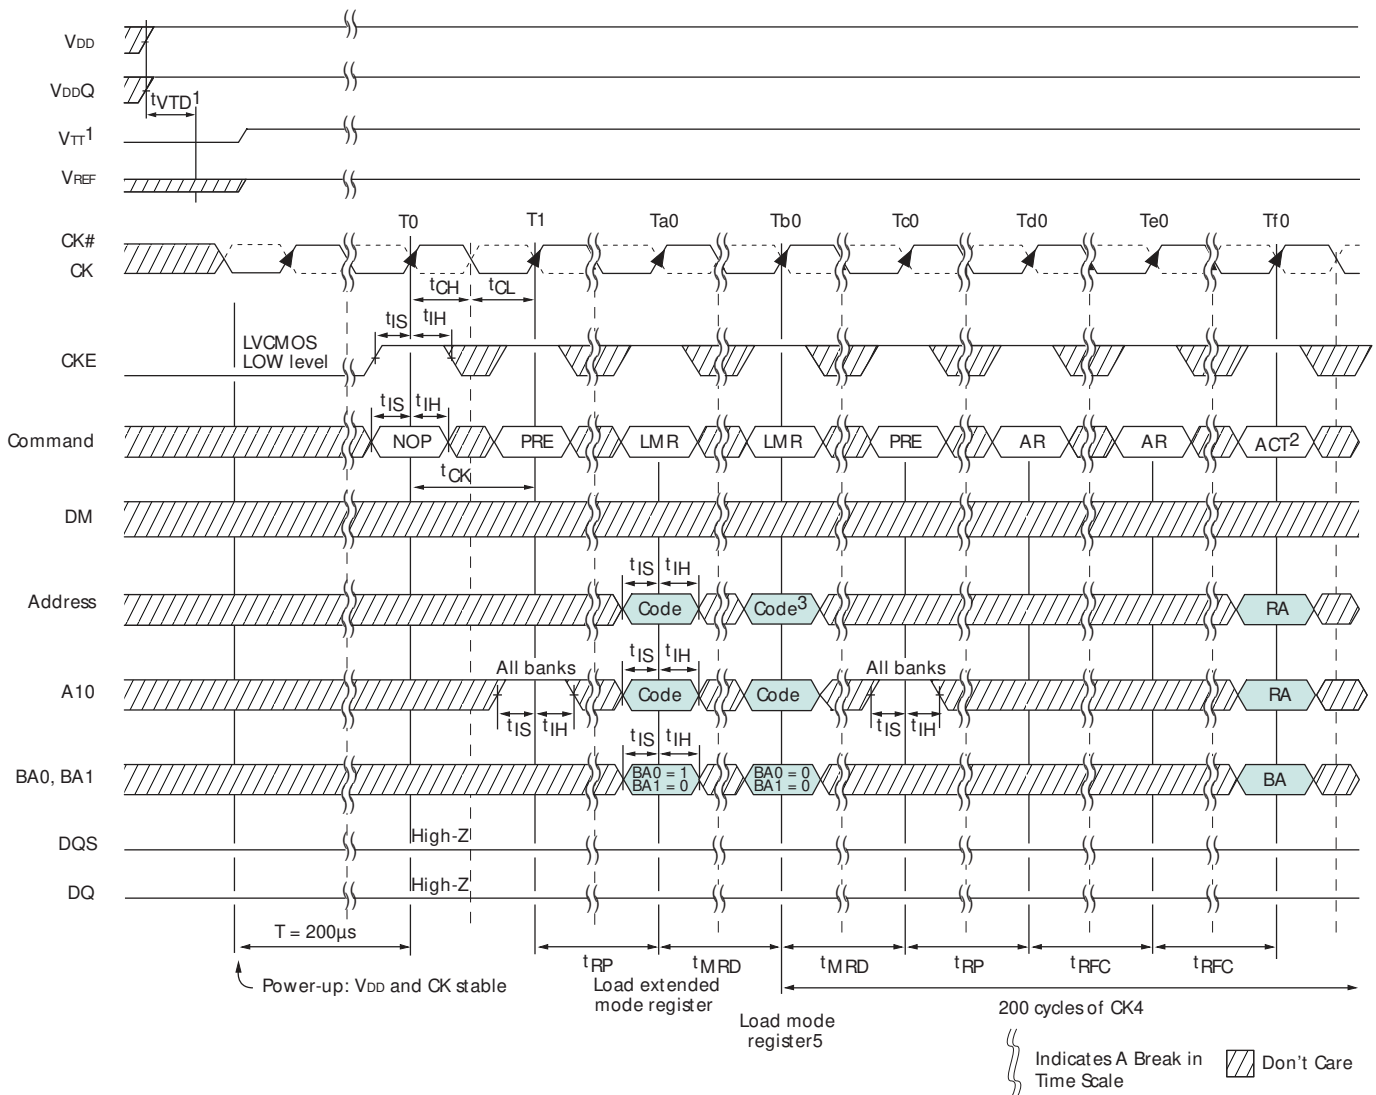 VDD
VDDQ
tVTD1
VTT1
VREF
T0 T1 Ta0 Tb0 Tc0 Td0 Te0 Tf0
CK#
CK
tCH tCL
tIS tIH
LVCMOS
LOW level
CKE
tIS tIH
Command NOP PRE LMR LMR PRE AR AR ACT2
tCK
DM
tIS tIH
Address Code Code3 RA
All banks tIS tIH All banks
A10 Code Code RA
tIS tIH tIS tIH
tIS tIH
BA0, BA1 BA0 = 1 BA0 = 0 BA
BA1 = 0 BA1 = 0
DQS High-Z
DQ High-Z
T = 200µs
tRP tMRD tMRD tRP tRFC tRFC
Power-up: VDD and CK stable
Load extended
mode register
200 cycles of CK4
Load mode
register5
Indicates A Break in
Time Scale
Don't Care